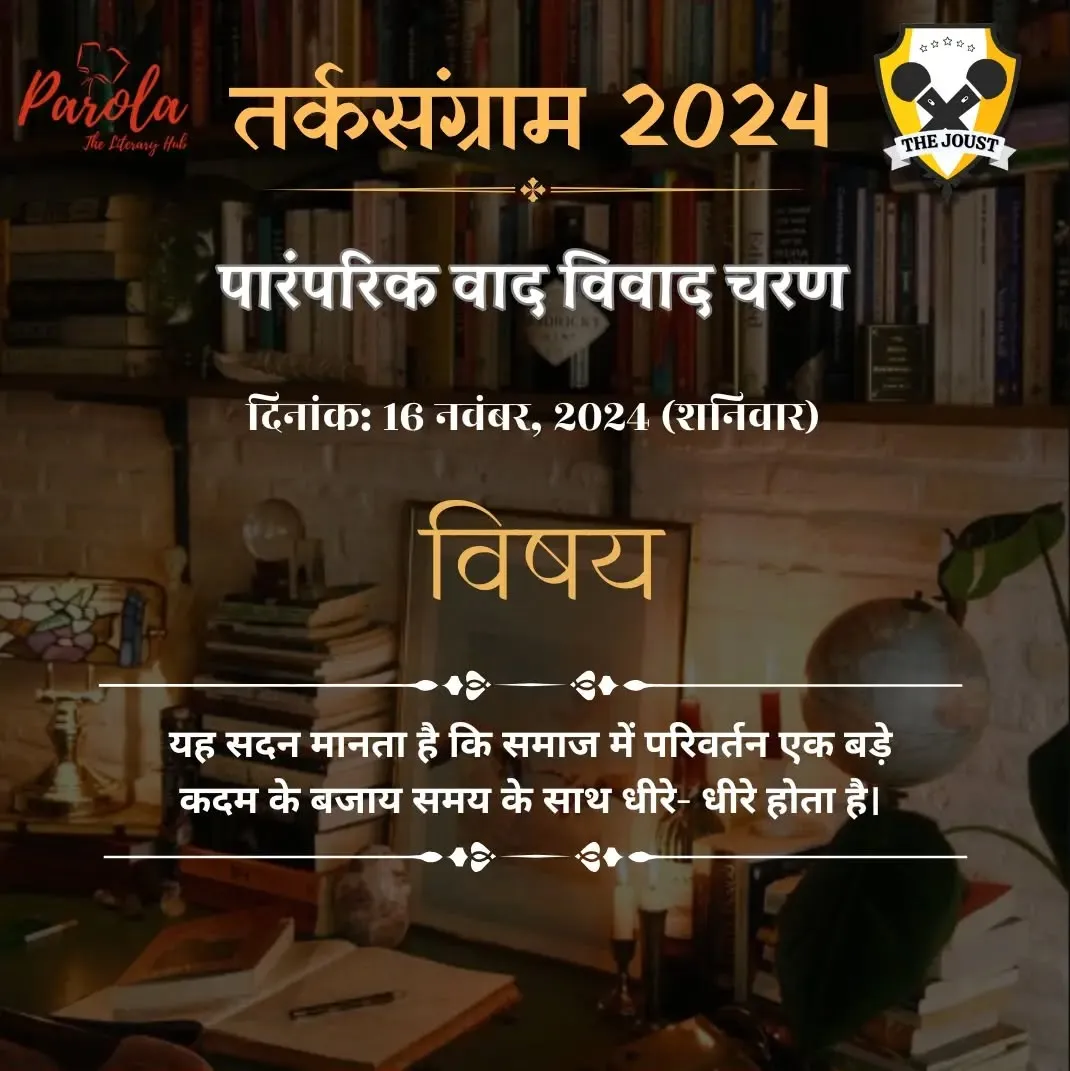 Parola
The Literary Hub
तर्कसंग्राम 2024
THE JOUST
पारंपरिक वाद विवाद चरण
दिनांक: 16 नवंबर, 2024 (शनिवार)
विषय
यह सदन मानता है कि समाज में परिवर्तन एक बड़े
कदम के बजाय समय के साथ धीरे- धीरे होता है।